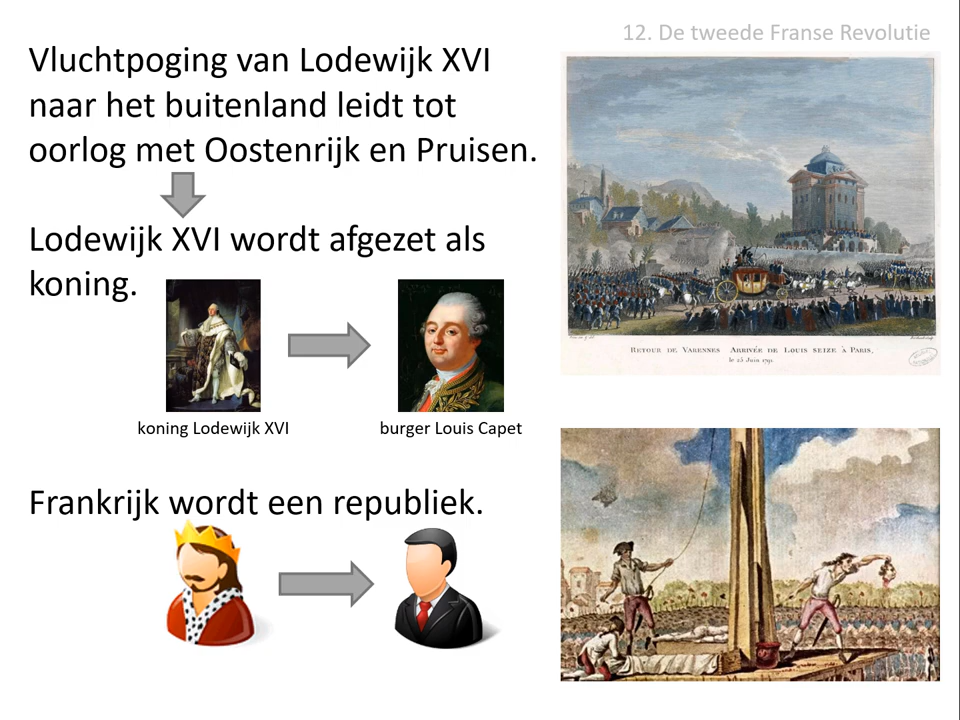 12. De tweede Franse Revolutie
Vluchtpoging van Lodewijk XVI
naar het buitenland leidt tot
oorlog met Oostenrijk en Pruisen.
Lodewijk XVI wordt afgezet als
koning.
koning Lodewijk XVI
burger Louis Capet
Frankrijk wordt een republiek.
RETOUR DE VARENNES ARRIVÉE DE LOUIS SEIZE À PARIS,
le 25 Juin 1791.